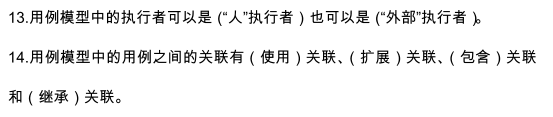 13.用例模型中的执行者可以是 (“人”执行者 ) 也可以是 (“外部”执行者 )。
14.用例模型中的用例之间的关联有 ( 使用 ) 关联、( 扩展 ) 关联、( 包含 ) 关联
和 ( 继承 ) 关联。